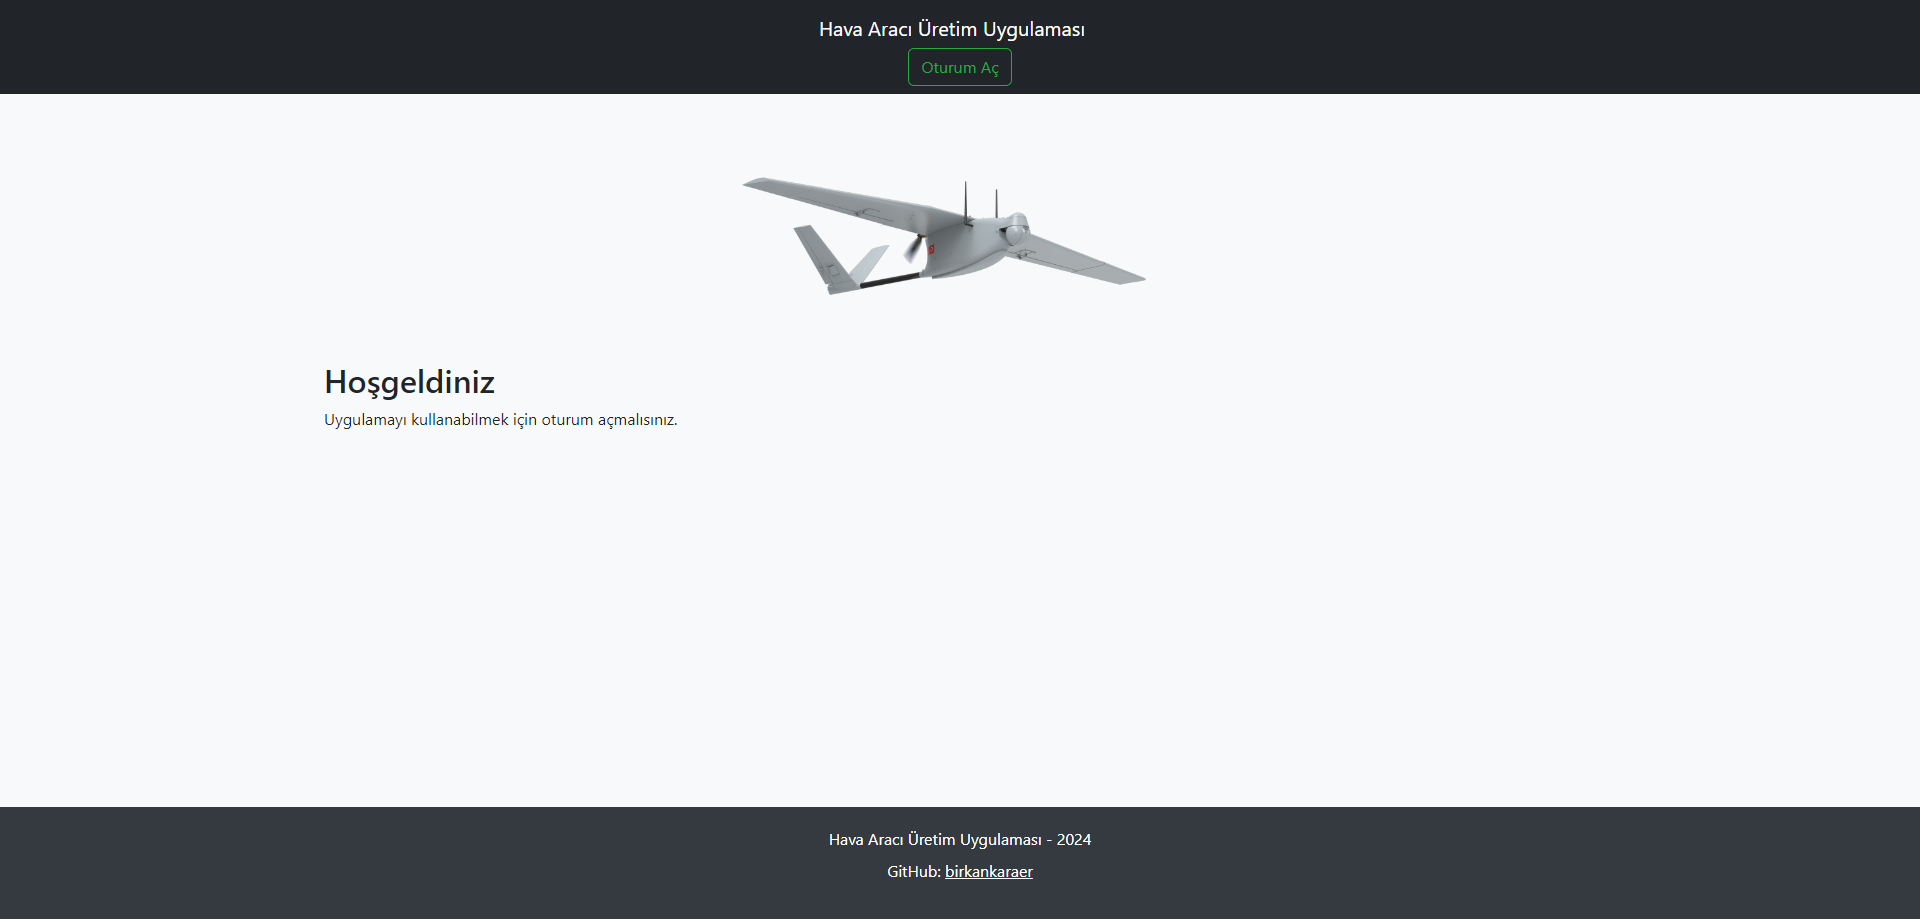 Hava Aracı Üretim Uygulaması
Oturum Aç
Hoşgeldiniz
Uygulamayı kullanabilmek için oturum açmalısınız.
Hava Aracı Üretim Uygulaması - 2024
GitHub: birkankaraer